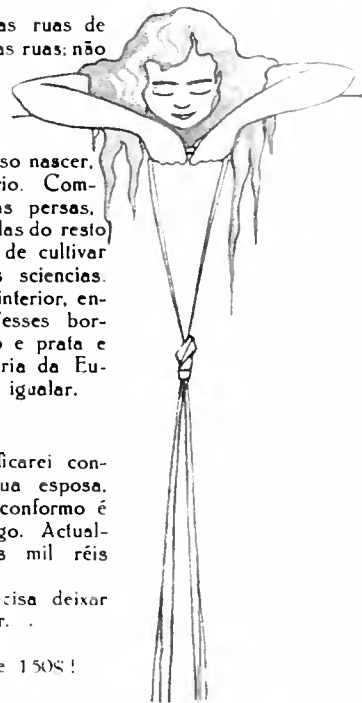 as ruas de
as ruas; não
so nascer,
rio. Com-
as persas,
das do resto
de cultivar
s sciencias.
interior, en-
esses bor-
o e prata e
ria da Eu-
igualar.
ficarei con-
ua esposa,
conformo é
go. Actual-
s mil réis
cisa deixar
r. .
e 150$!